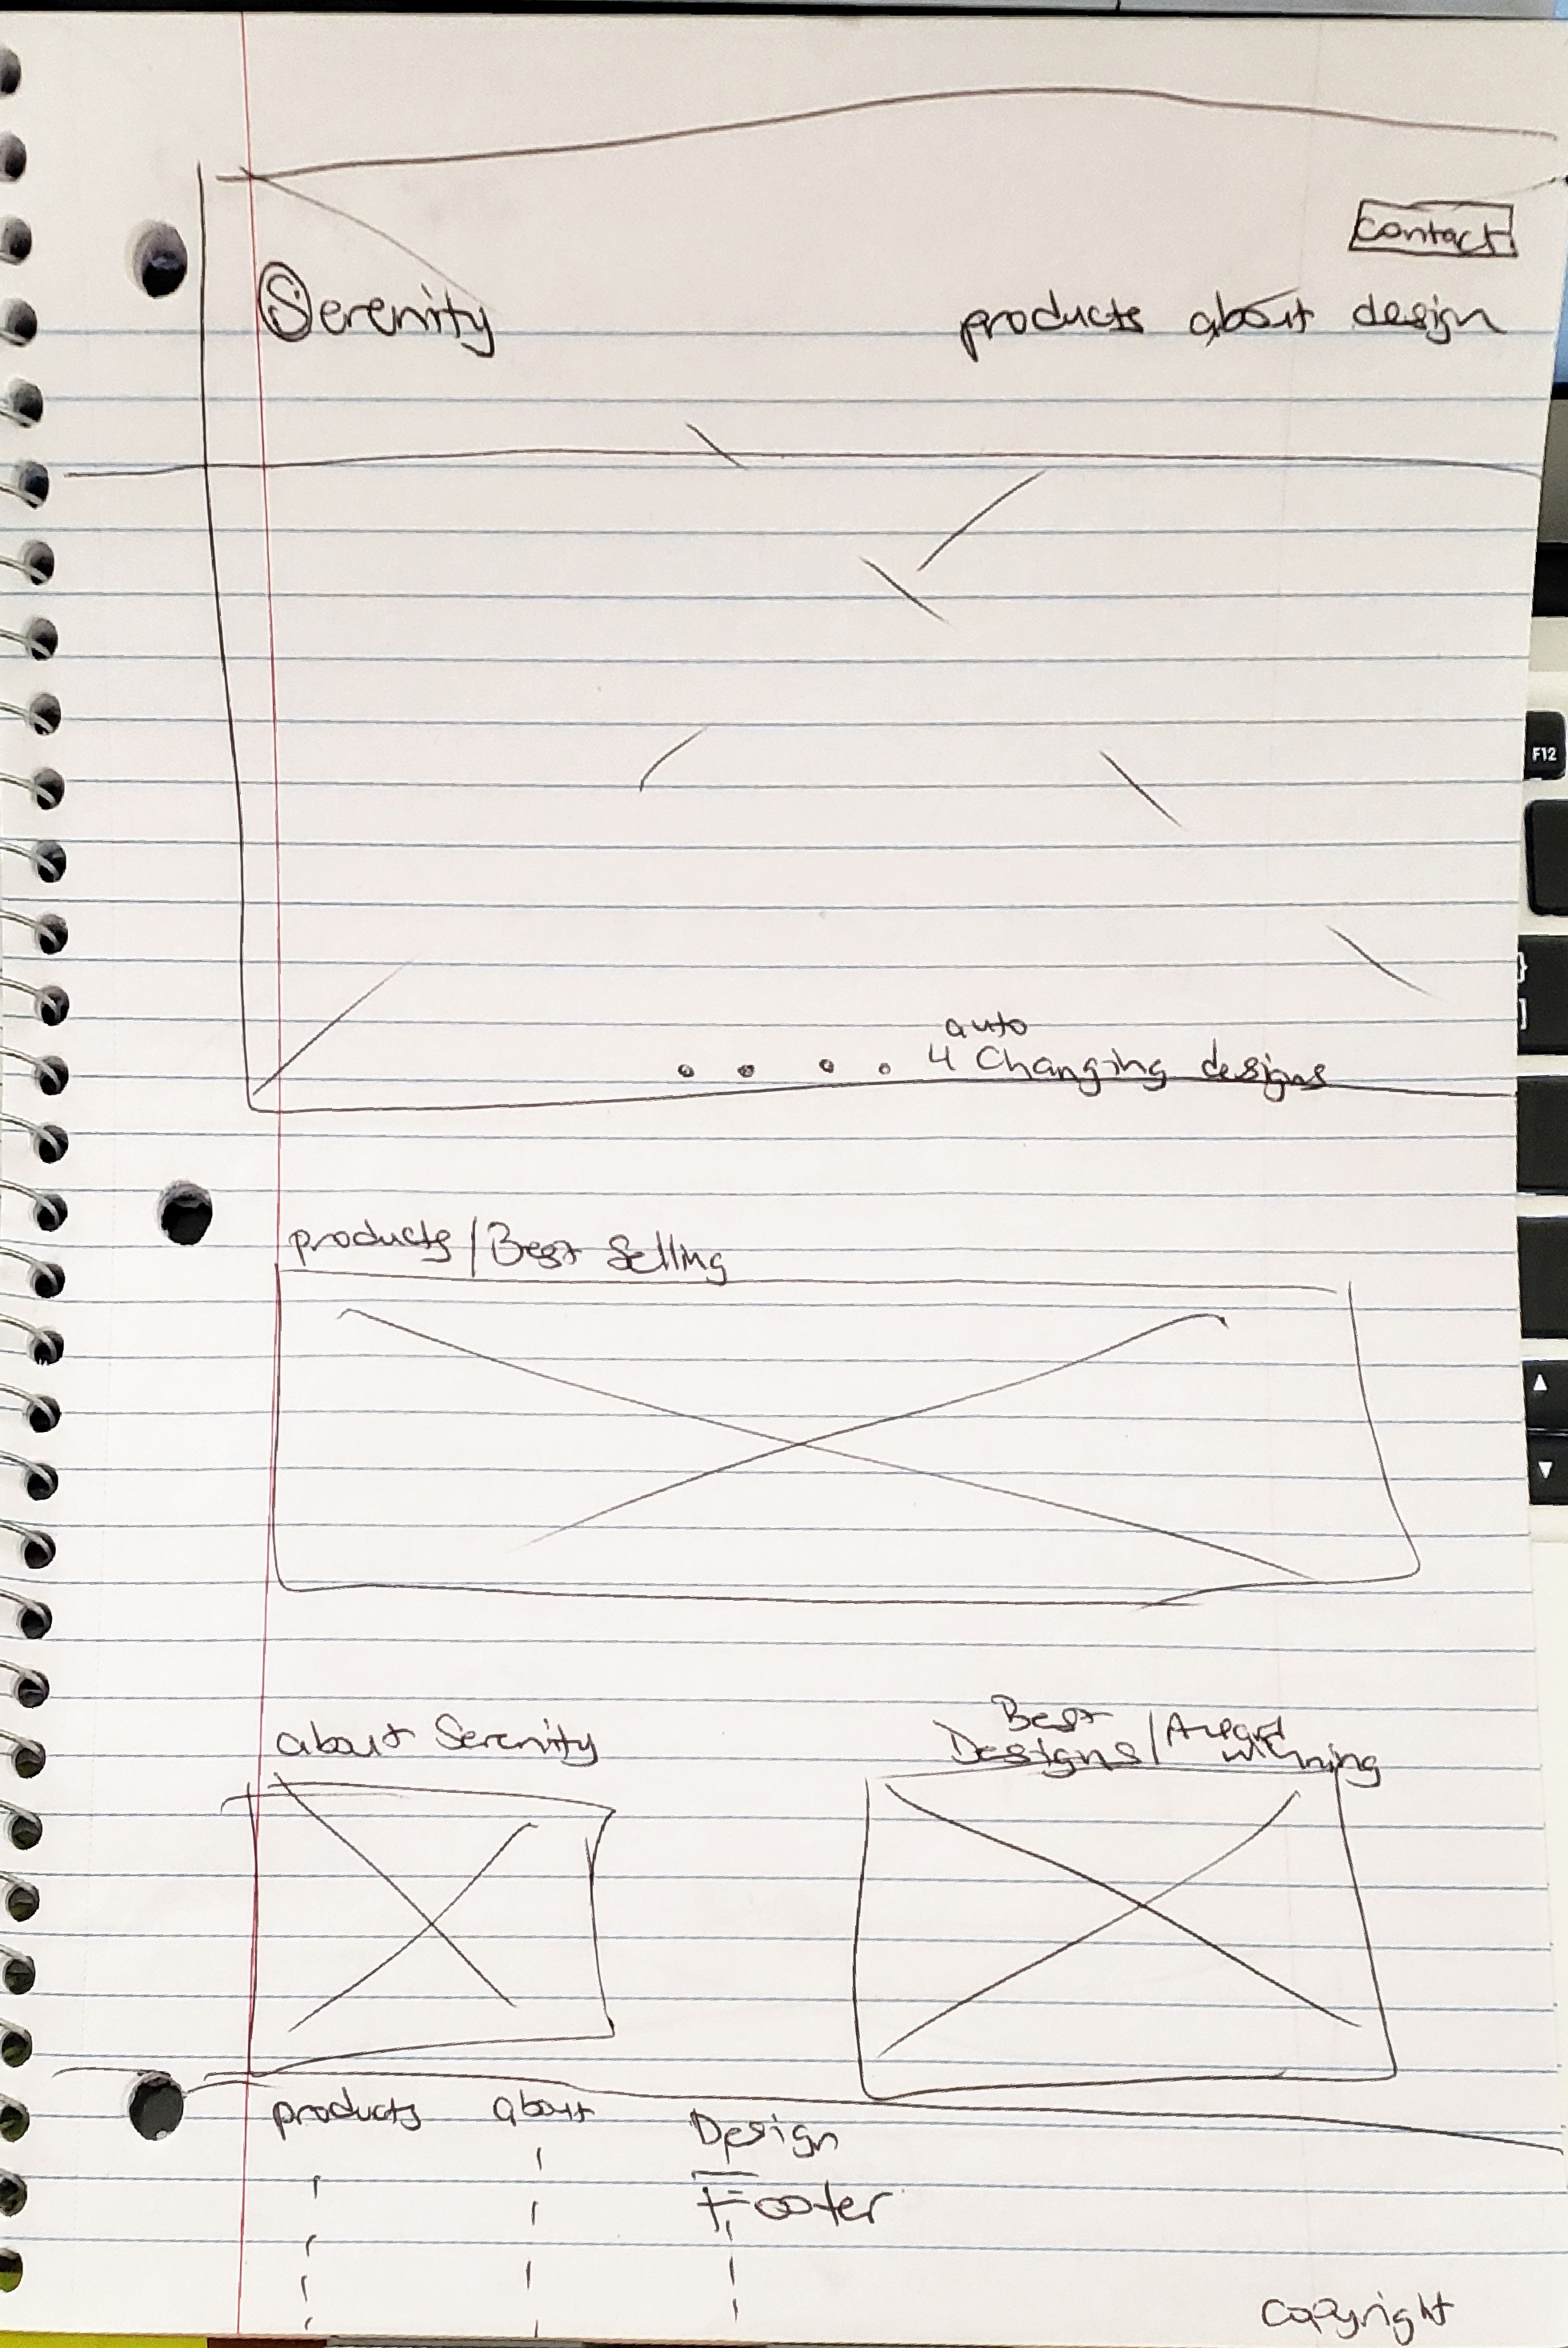 contact
Serenity
products about design
auto
4 Changing designs
products/Best Selling
about Serenity
Best
Designs/Award
winning
products about Design
Footer
copyright
F12